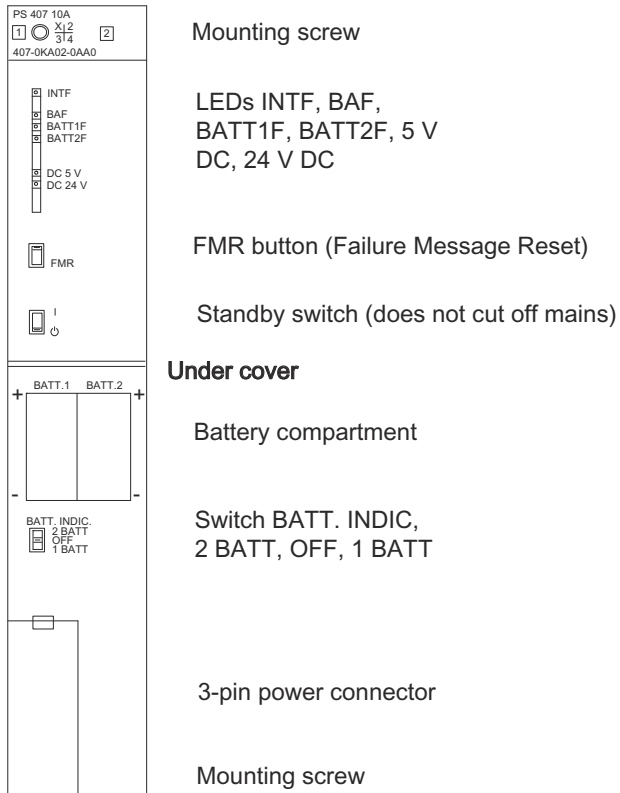 PS 407 10A
1 X 2 2
3 4
407-0KA02-0AA0
Mounting screw
INTF
BAF
BATT1F
BATT2F
DC 5 V
DC 24 V
LEDs INTF, BAF,
BATT1F, BATT2F, 5 V
DC, 24 V DC
FMR
FMR button (Failure Message Reset)
I
Standby switch (does not cut off mains)
Under cover
BATT.1 BATT.2
+ +
Battery compartment
- -
BATT. INDIC.
2 BATT
OFF
1 BATT
Switch BATT. INDIC,
2 BATT, OFF, 1 BATT
3-pin power connector
Mounting screw